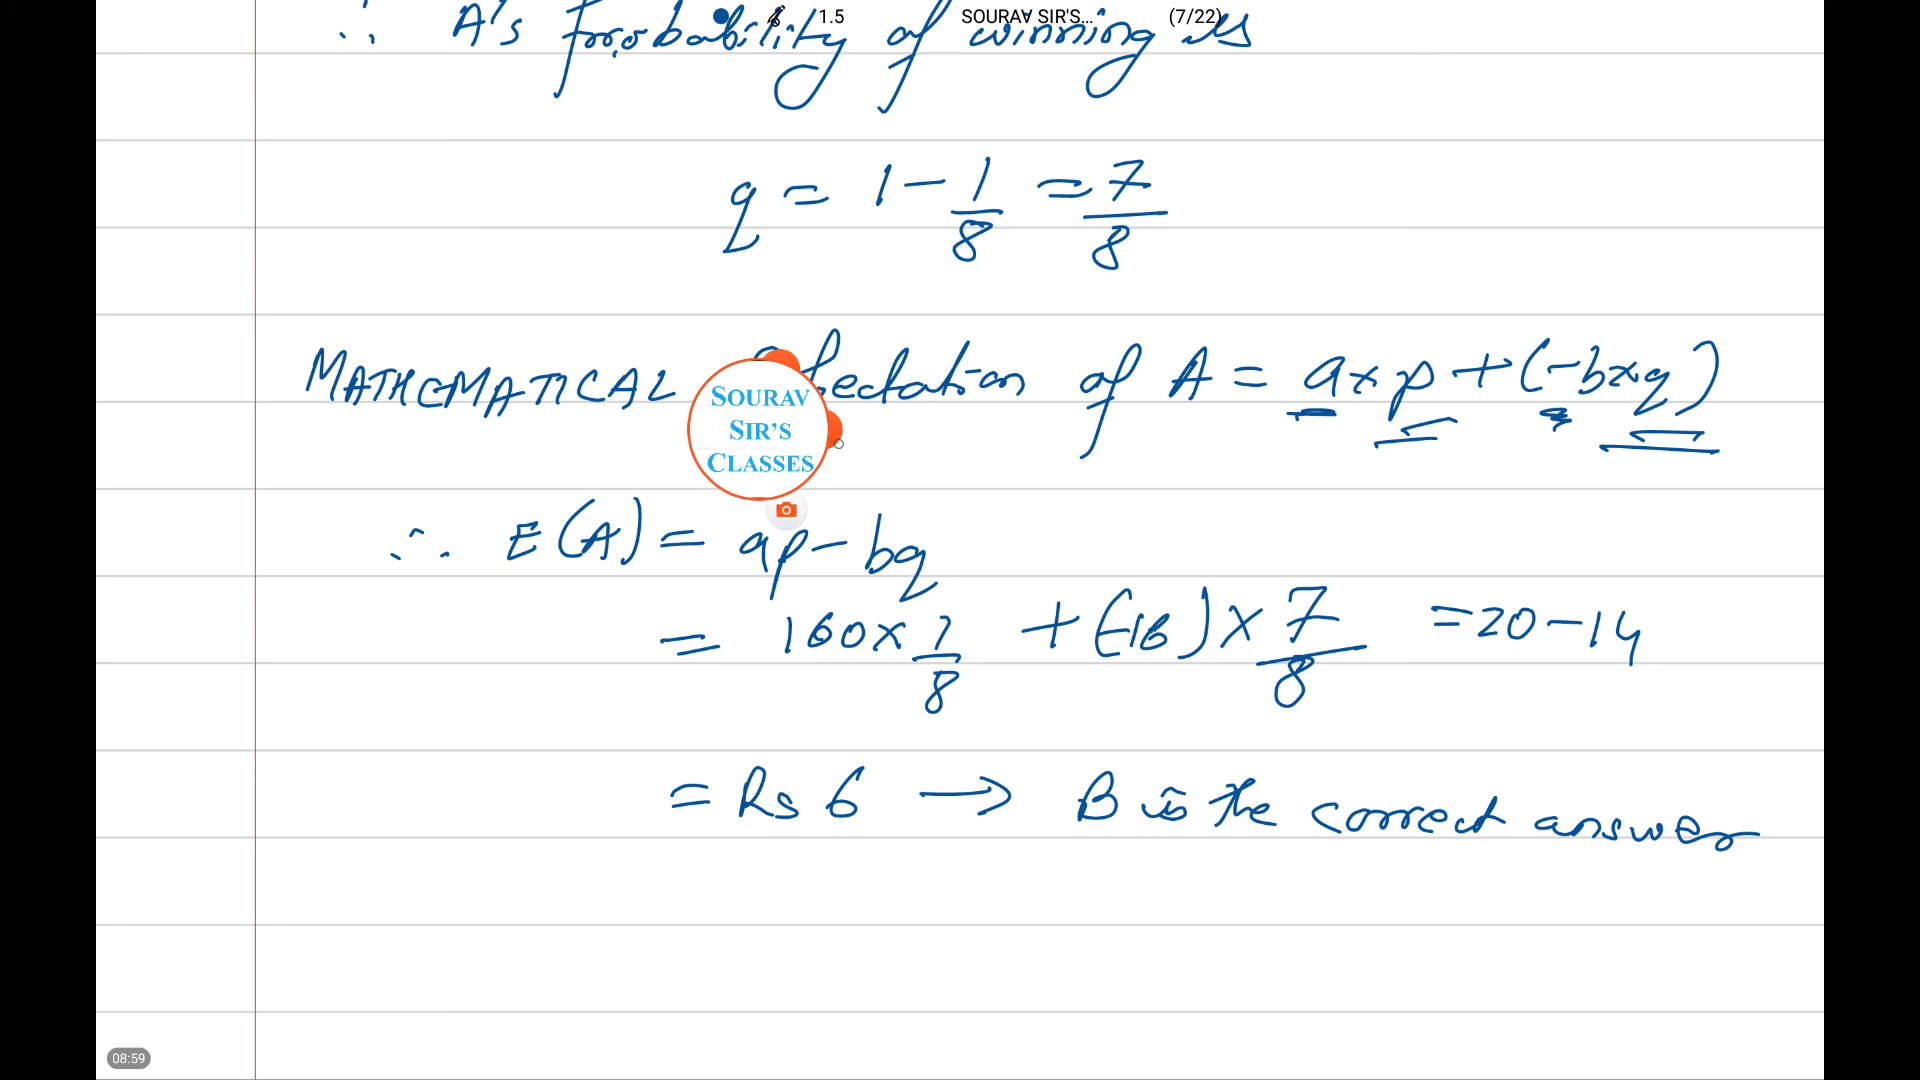 1.5 SOURAV SIR'S... (7/22)
∴ A's probability of winning is
q = 1 - 1/8 = 7/8
MATHEMATICAL Expectation of A = a x p + (-b x q)
SOURAV
SIR'S
CLASSES
∴ E(A) = ap - bq
= 160 x 1/8 + (-16) x 7/8 = 20 - 14
= Rs 6 → B is the correct answer
08:59